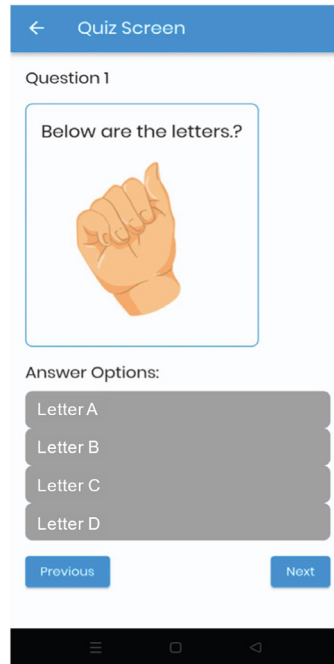 Quiz Screen
Question 1
Below are the letters.?
Answer Options:
Letter A
Letter B
Letter C
Letter D
Previous
Next